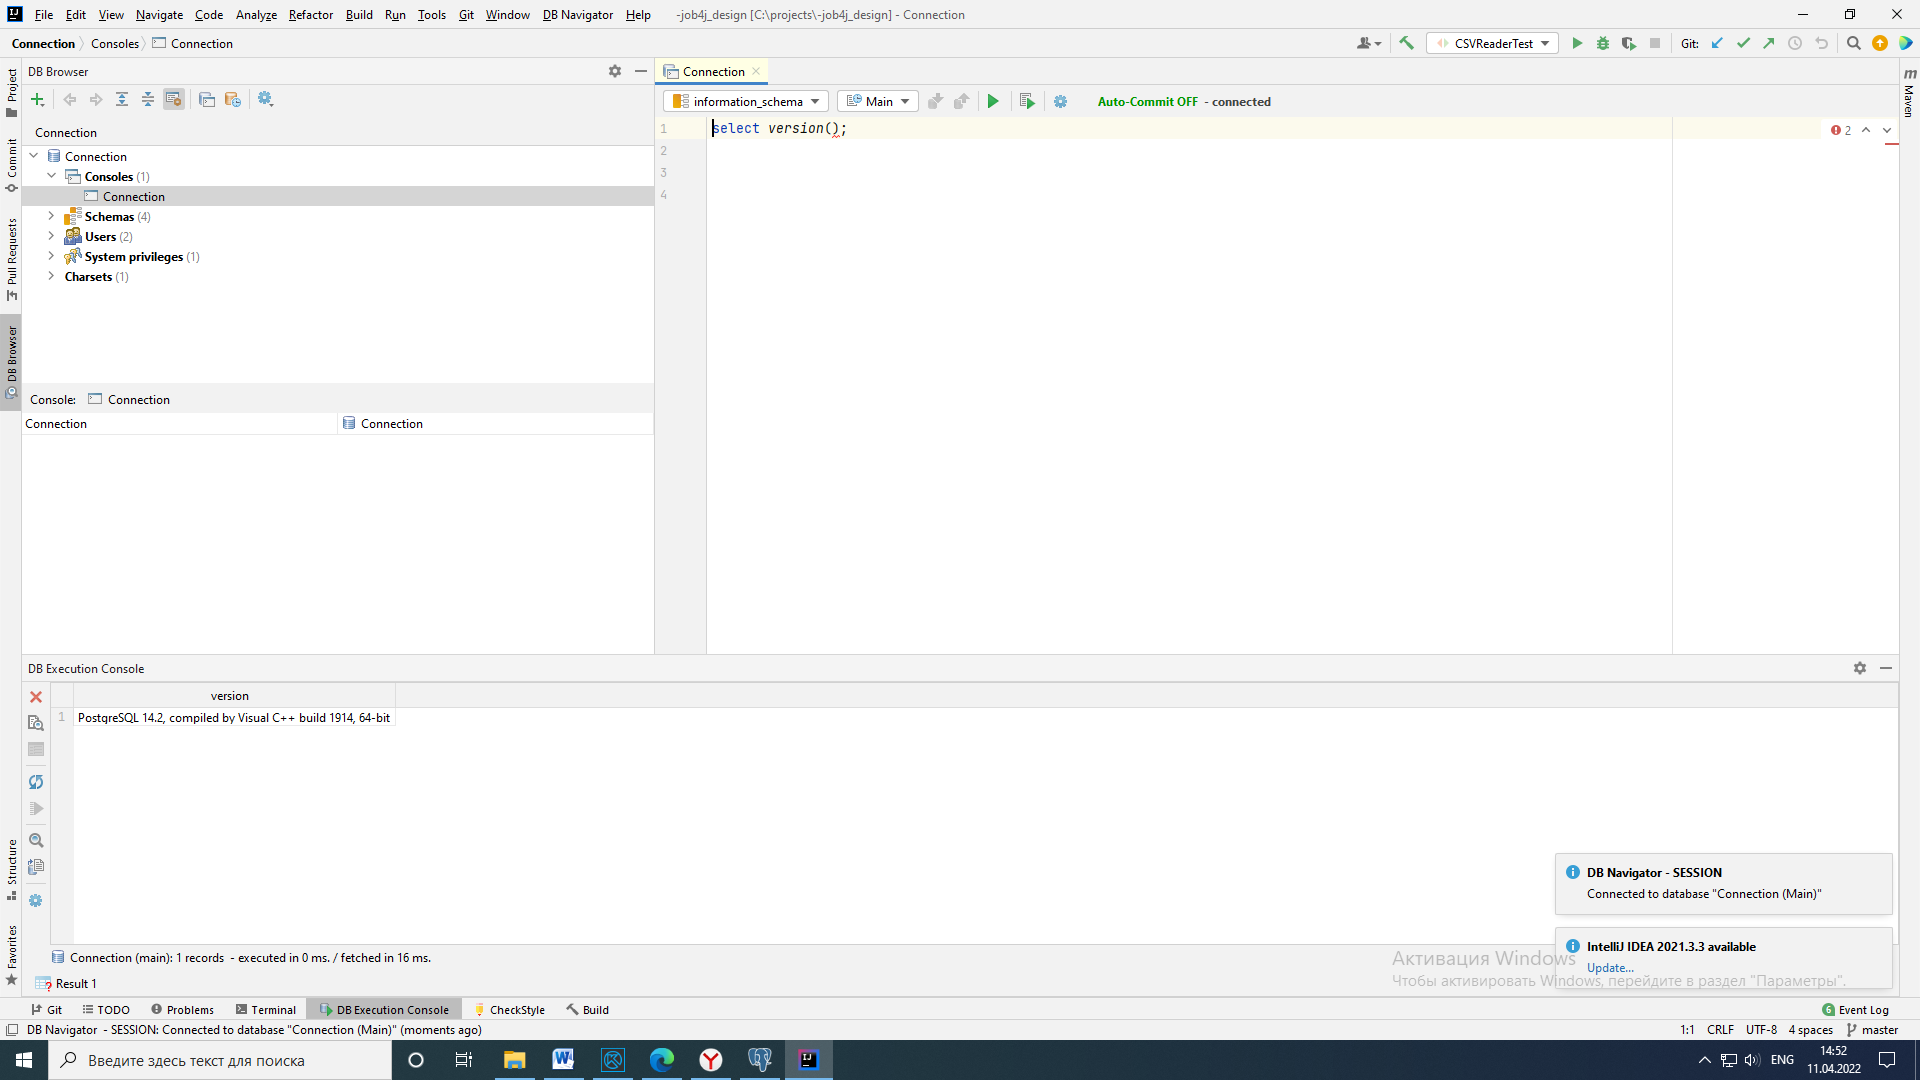 File Edit View Navigate Code Analyze Refactor Build Run Tools Git Window DB Navigator Help -job4j_design [C:\projects\-job4j_design] - Connection
Connection Consoles Connection
CSVReaderTest
Git:
Project
Commit
Pull Requests
DB Browser
Structure
Favorites
m
Maven
DB Browser
Connection
Connection
Consoles (1)
Connection
Schemas (4)
Users (2)
System privileges (1)
Charsets (1)
Console: Connection
Connection Connection
Connection
information_schema Main Auto-Commit OFF - connected
1 select version();
2
3
4
2
DB Execution Console
version
1 PostgreSQL 14.2, compiled by Visual C++ build 1914, 64-bit
DB Navigator - SESSION
Connected to database "Connection (Main)"
IntelliJ IDEA 2021.3.3 available
Update...
Активация Windows
Чтобы активировать Windows, перейдите в раздел "Параметры".
Connection (main): 1 records - executed in 0 ms. / fetched in 16 ms.
Result 1
Git TODO Problems Terminal DB Execution Console CheckStyle Build 6 Event Log
DB Navigator - SESSION: Connected to database "Connection (Main)" (moments ago) 1:1 CRLF UTF-8 4 spaces master
Введите здесь текст для поиска
ENG
14:52
11.04.2022